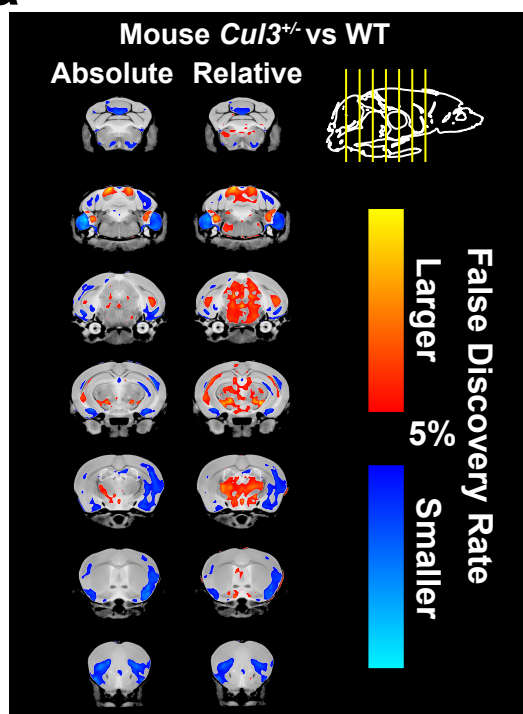 a
Mouse Cul3+/- vs WT
Absolute Relative
Larger
5%
Smaller
False Discovery Rate